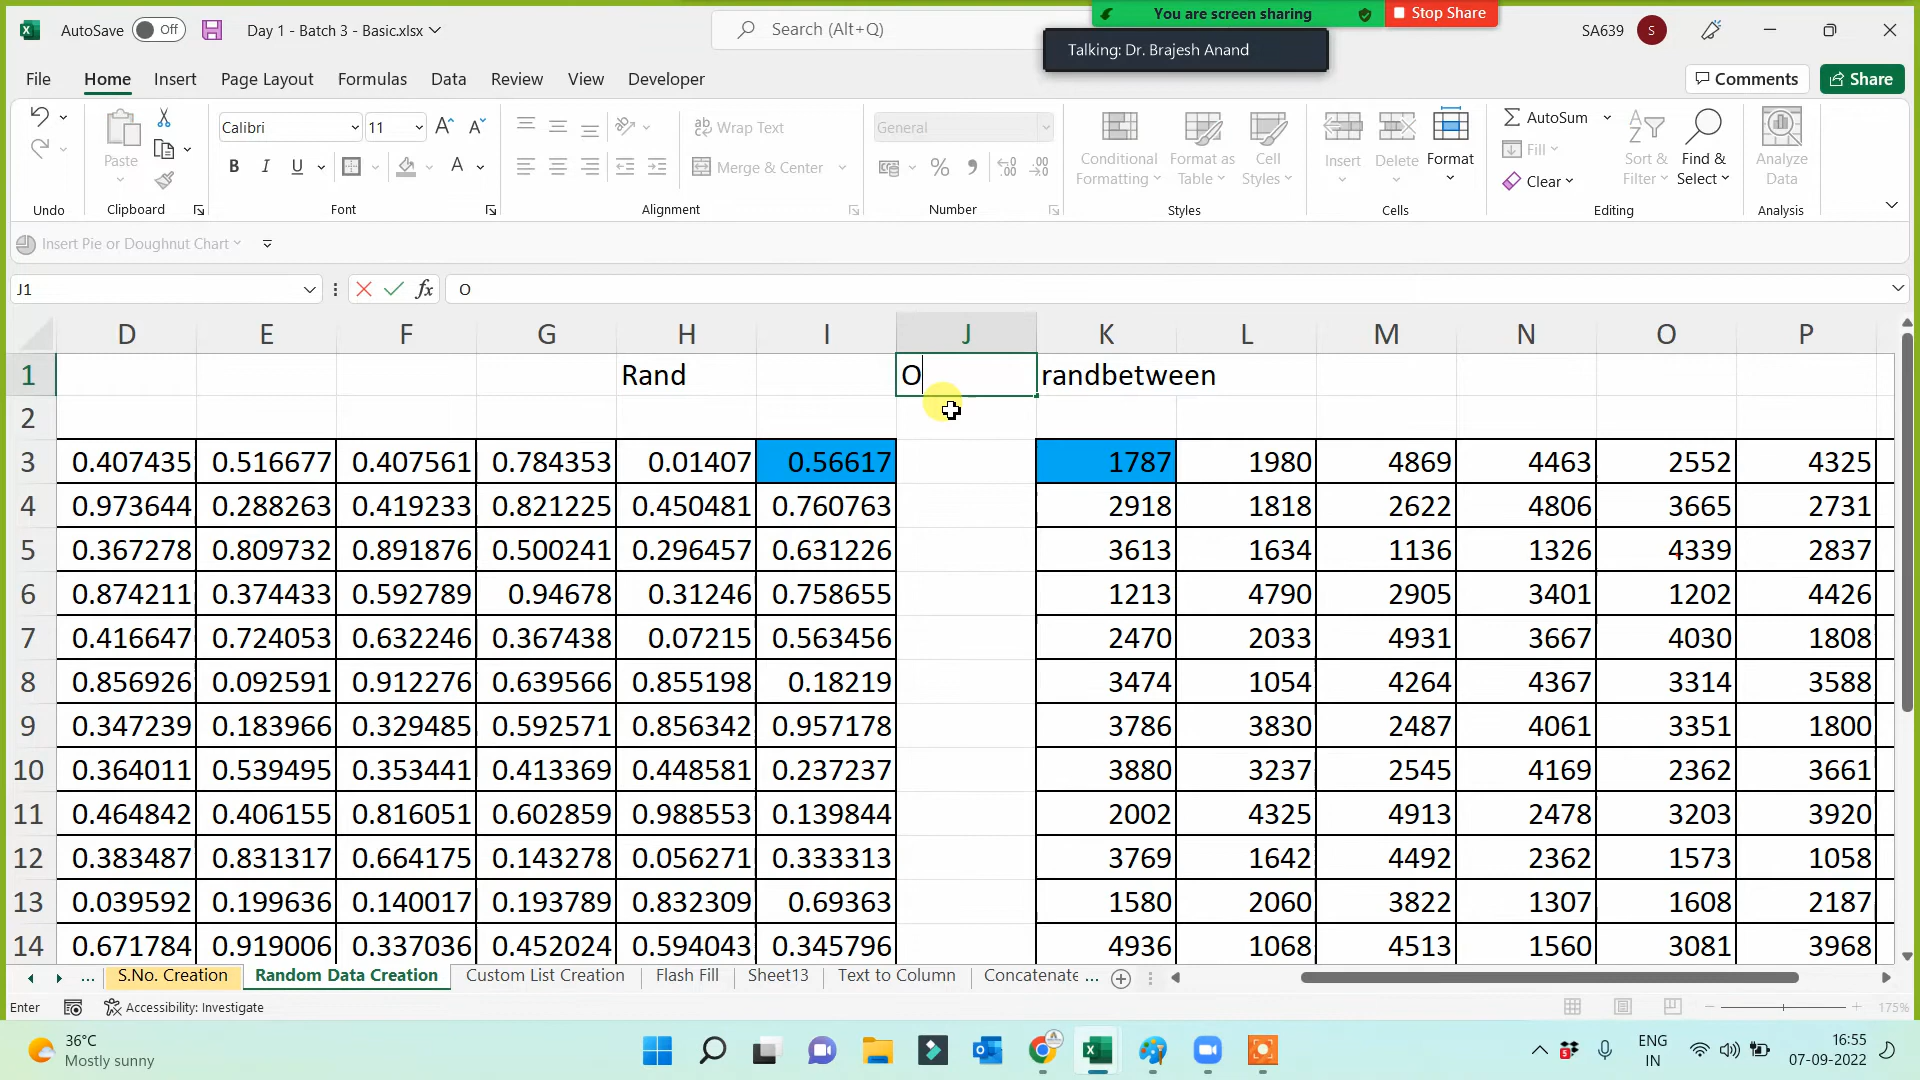 You are screen sharing Stop Share
AutoSave Off Day 1 - Batch 3 - Basic.xlsx Search (Alt+Q) SA639 S
Talking: Dr. Brajesh Anand
File Home Insert Page Layout Formulas Data Review View Developer Comments Share
Calibri 11 Wrap Text General AutoSum
Paste Conditional Formatting Format as Table Cell Styles Insert Delete Format Fill Sort & Filter Find & Select Analyze Data
B I U Merge & Center % Clear
Undo Clipboard Font Alignment Number Styles Cells Editing Analysis
Insert Pie or Doughnut Chart
J1 fx O
D E F G H I J K L M N O P
1 Rand O randbetween
2
3 0.407435 0.516677 0.407561 0.784353 0.01407 0.56617 1787 1980 4869 4463 2552 4325
4 0.973644 0.288263 0.419233 0.821225 0.450481 0.760763 2918 1818 2622 4806 3665 2731
5 0.367278 0.809732 0.891876 0.500241 0.296457 0.631226 3613 1634 1136 1326 4339 2837
6 0.874211 0.374433 0.592789 0.94678 0.31246 0.758655 1213 4790 2905 3401 1202 4426
7 0.416647 0.724053 0.632246 0.367438 0.07215 0.563456 2470 2033 4931 3667 4030 1808
8 0.856926 0.092591 0.912276 0.639566 0.855198 0.18219 3474 1054 4264 4367 3314 3588
9 0.347239 0.183966 0.329485 0.592571 0.856342 0.957178 3786 3830 2487 4061 3351 1800
10 0.364011 0.539495 0.353441 0.413369 0.448581 0.237237 3880 3237 2545 4169 2362 3661
11 0.464842 0.406155 0.816051 0.602859 0.988553 0.139844 2002 4325 4913 2478 3203 3920
12 0.383487 0.831317 0.664175 0.143278 0.056271 0.333313 3769 1642 4492 2362 1573 1058
13 0.039592 0.199636 0.140017 0.193789 0.832309 0.69363 1580 2060 3822 1307 1608 2187
14 0.671784 0.919006 0.337036 0.452024 0.594043 0.345796 4936 1068 4513 1560 3081 3968
... S.No. Creation Random Data Creation Custom List Creation Flash Fill Sheet13 Text to Column Concatenate ...
Enter Accessibility: Investigate 175%
36°C ENG 16:55
Mostly sunny IN 07-09-2022